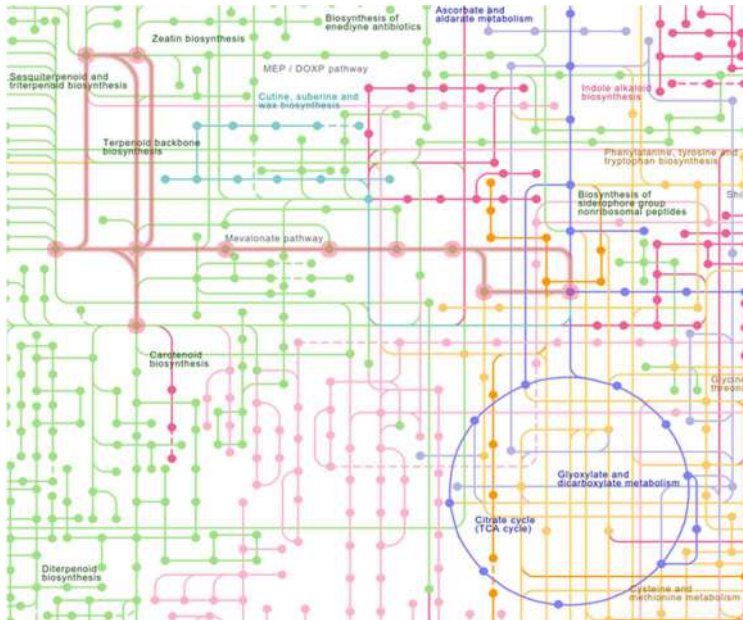 Ascorbate and
aldarate metabolism
Biosynthesis of
enediyne antibiotics
Zeatin biosynthesis
MEP / DOXP pathway
Sesquiterpenoid and
triterpenoid biosynthesis
Cutine, suberine and
wax biosynthesis
Indole alkaloid
biosynthesis
Terpenoid backbone
biosynthesis
Phenylalanine, tyrosine and
tryptophan biosynthesis
Biosynthesis of
siderophore group
nonribosomal peptides
Shi
Mevalonate pathway
Carotenoid
biosynthesis
Glycine
threoni
Glyoxylate and
dicarboxylate metabolism
Citrate cycle
(TCA cycle)
Diterpenoid
biosynthesis
Cysteine and
methionine metabolism